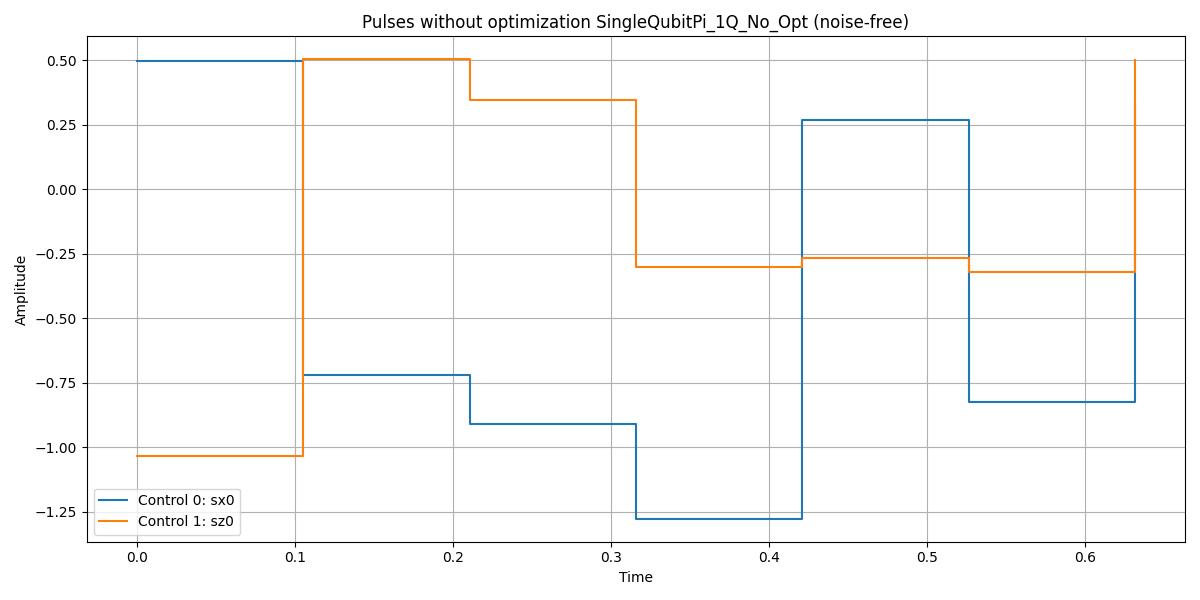 Pulses without optimization SingleQubitPi_1Q_No_Opt (noise-free)
Amplitude
0.50
0.25
0.00
−0.25
−0.50
−0.75
−1.00
−1.25
Control 0: sx0
Control 1: sz0
0.0 0.1 0.2 0.3 0.4 0.5 0.6
Time